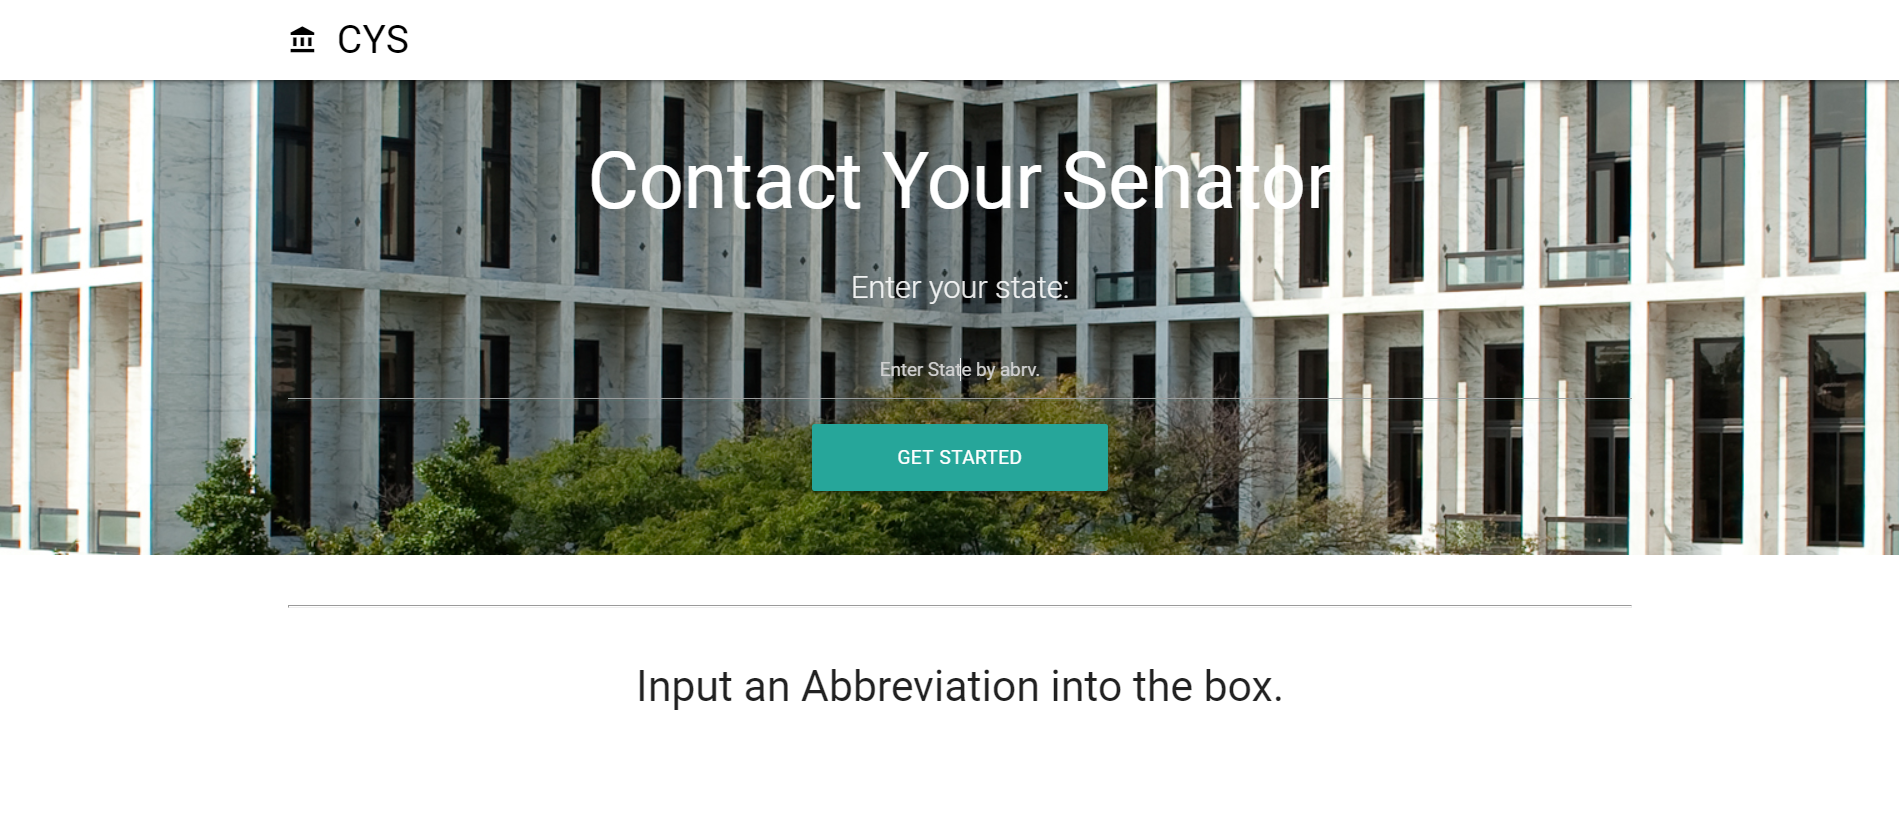 CYS
Contact Your Senator
Enter your state:
Enter State by abrv.
GET STARTED
Input an Abbreviation into the box.